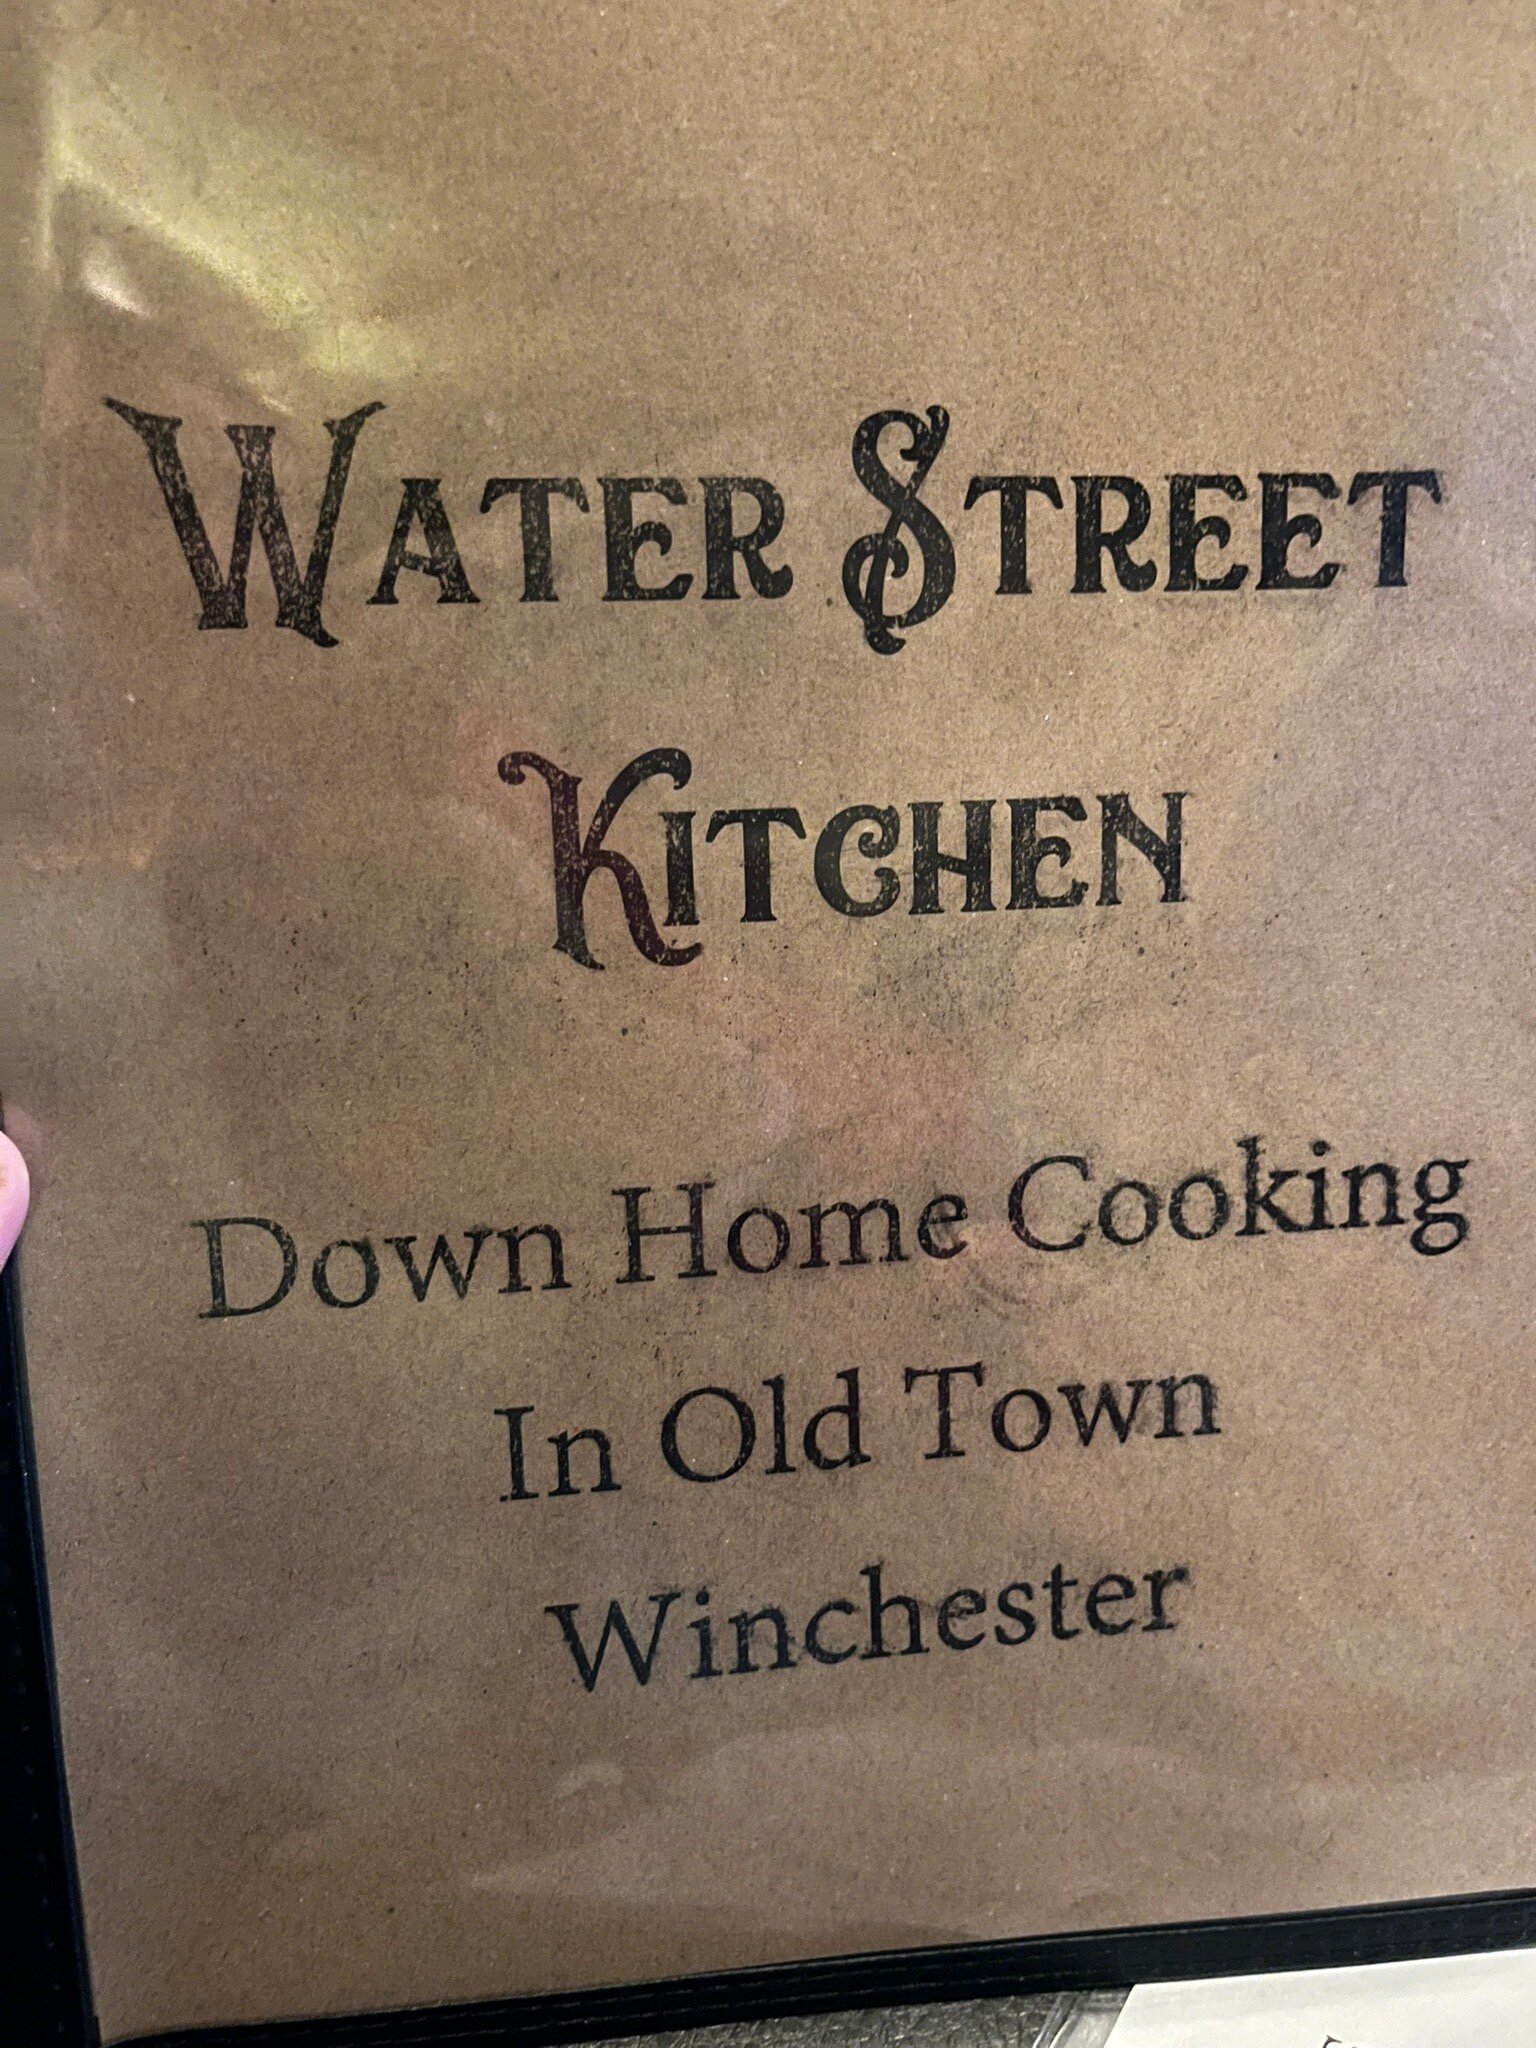 Water Street
Kitchen
Down Home Cooking
In Old Town
Winchester